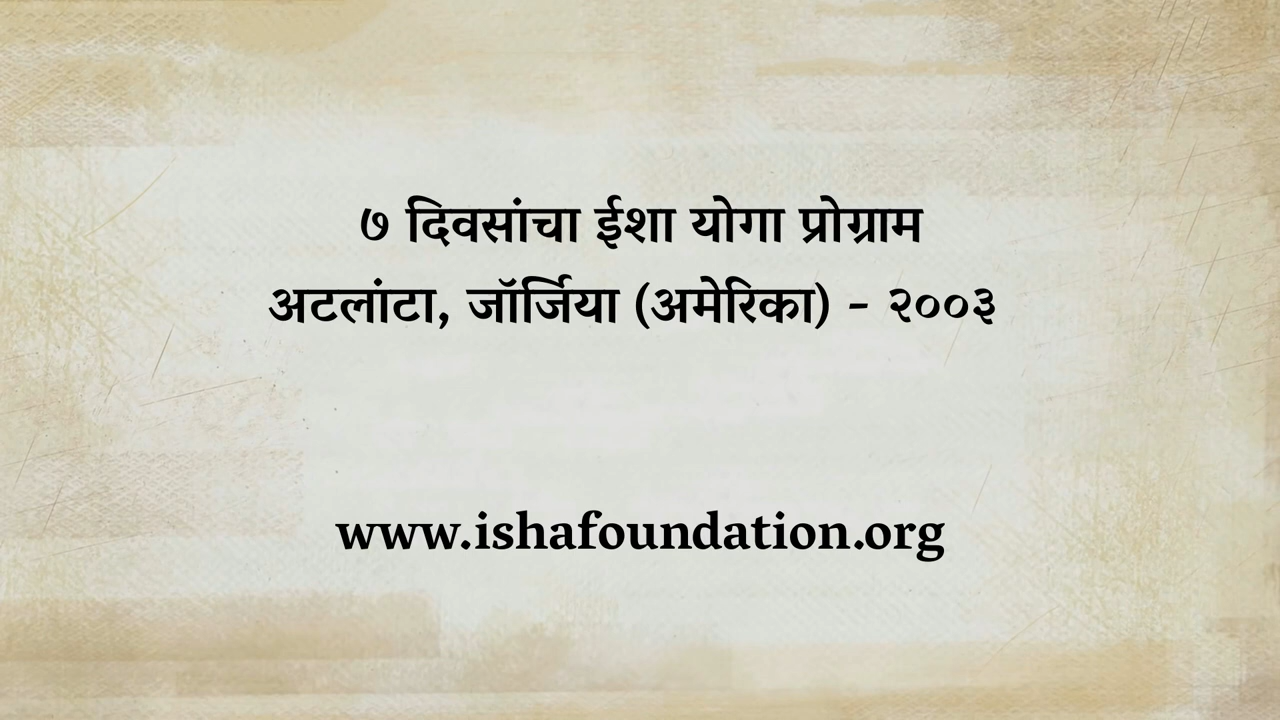 ७ दिवसांचा ईशा योगा प्रोग्राम
अटलांटा, जॉर्जिया (अमेरिका) - २००३
www.ishafoundation.org